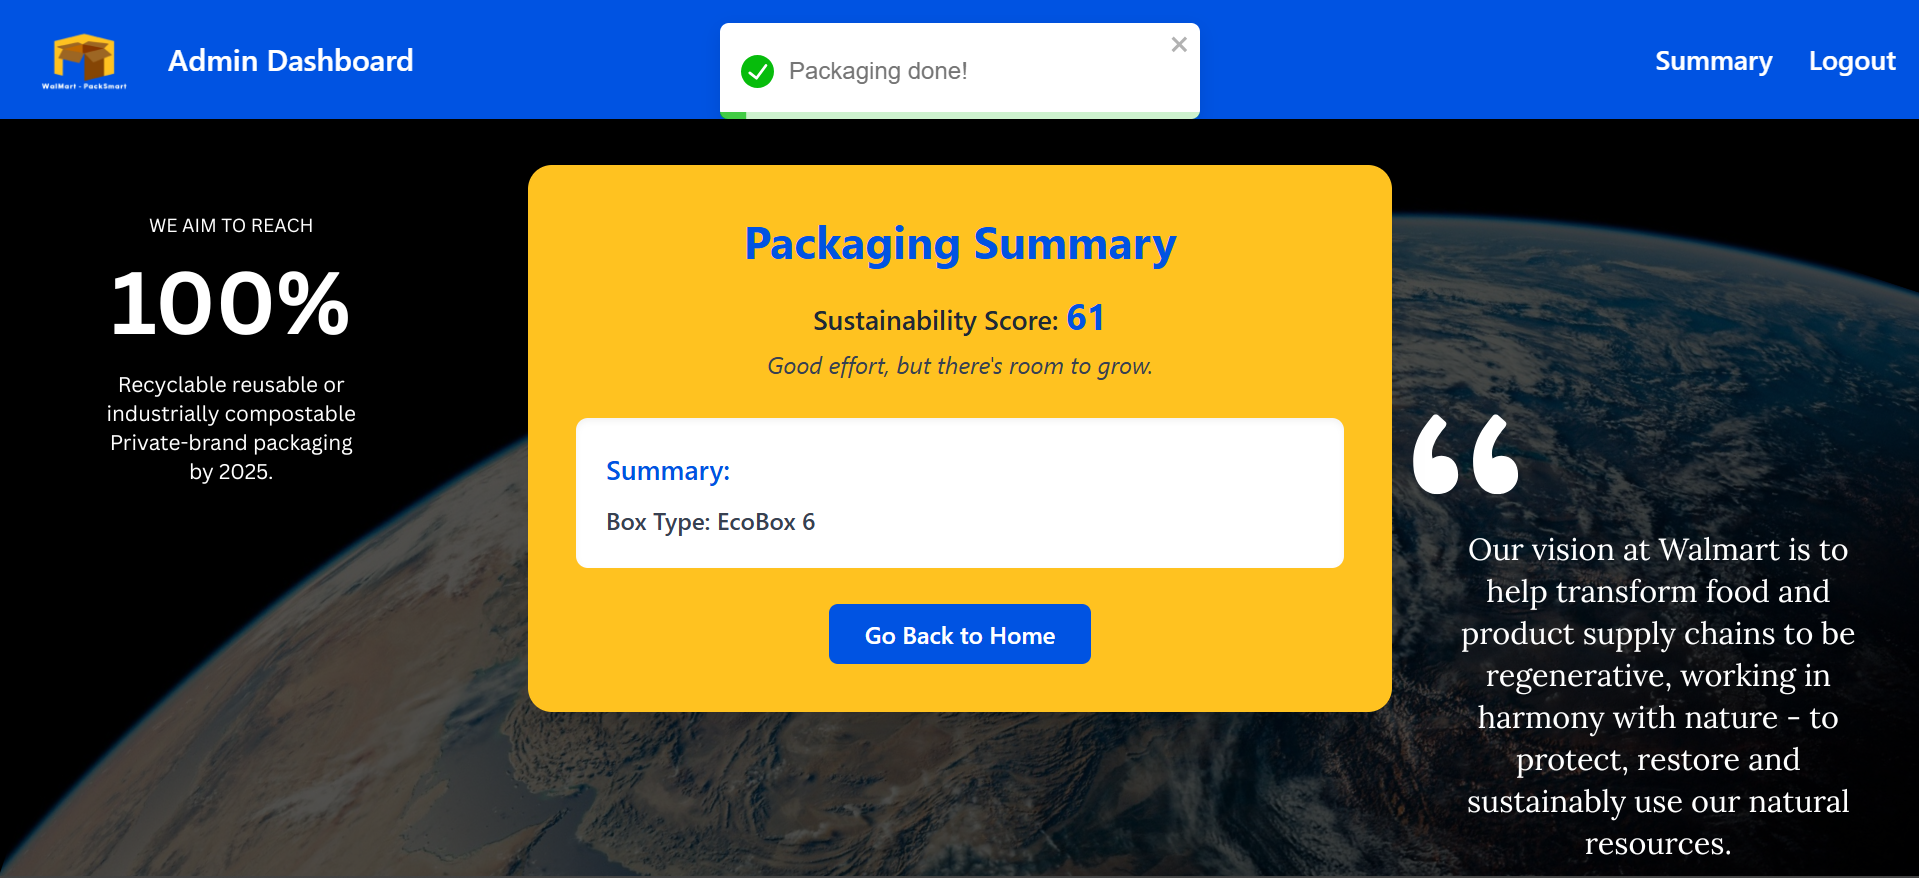 WalMart - PackSmart
Admin Dashboard
Packaging done!
Summary
Logout
WE AIM TO REACH
100%
Recyclable reusable or
industrially compostable
Private-brand packaging
by 2025.
Packaging Summary
Sustainability Score: 61
Good effort, but there's room to grow.
Summary:
Box Type: EcoBox 6
Go Back to Home
“
Our vision at Walmart is to
help transform food and
product supply chains to be
regenerative, working in
harmony with nature - to
protect, restore and
sustainably use our natural
resources.